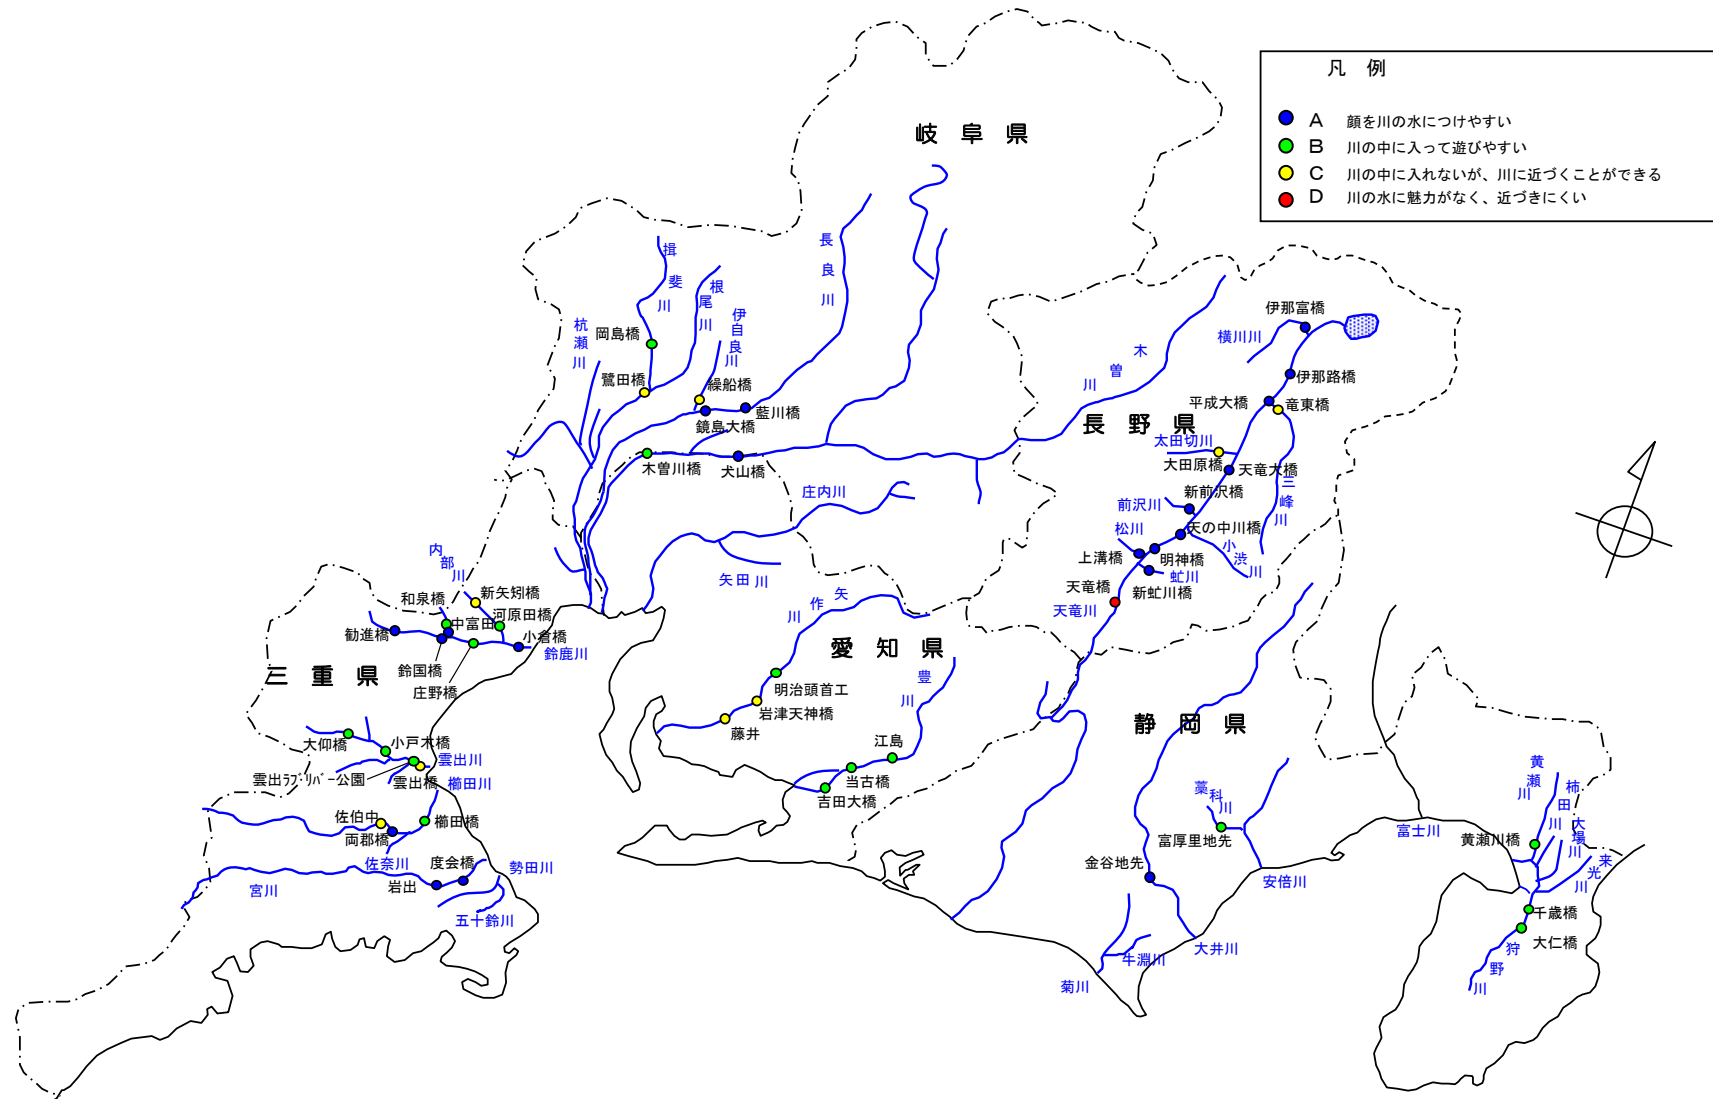 凡 例
A 顔を川の水につけやすい
B 川の中に入って遊びやすい
C 川の中に入れないが、川に近づくことができる
D 川の水に魅力がなく、近づきにくい
岐 阜 県
長良川
揖斐川
根尾川
伊自良川
杭瀬川
岡島橋
鷺田橋
繰船橋
藍川橋
鏡島大橋
木曽川橋
犬山橋
木曽川
長 野 県
横川川
伊那富橋
伊那路橋
平成大橋
竜東橋
太田切川
大田原橋
天竜大橋
三峰川
新前沢橋
前沢川
天の中川橋
松川
小渋川
上溝橋
明神橋
虻川
新虻川橋
天竜橋
天竜川
庄内川
矢田川
矢作川
愛 知 県
明治頭首工
岩津天神橋
藤井
豊川
江島
当古橋
吉田大橋
内部川
新矢矧橋
和泉橋
河原田橋
中富田
勧進橋
小倉橋
鈴鹿川
鈴国橋
庄野橋
三 重 県
大仰橋
小戸木橋
雲出川
雲出ﾗﾌﾞﾘﾊﾞｰ公園
雲出橋
櫛田川
佐伯中
櫛田橋
両郡橋
佐奈川
度会橋
勢田川
岩出
宮川
五十鈴川
静 岡 県
藁科川
富厚里地先
金谷地先
安倍川
大井川
牛淵川
菊川
富士川
黄瀬川
柿田川
大場川
来光川
黄瀬川橋
千歳橋
大仁橋
狩野川